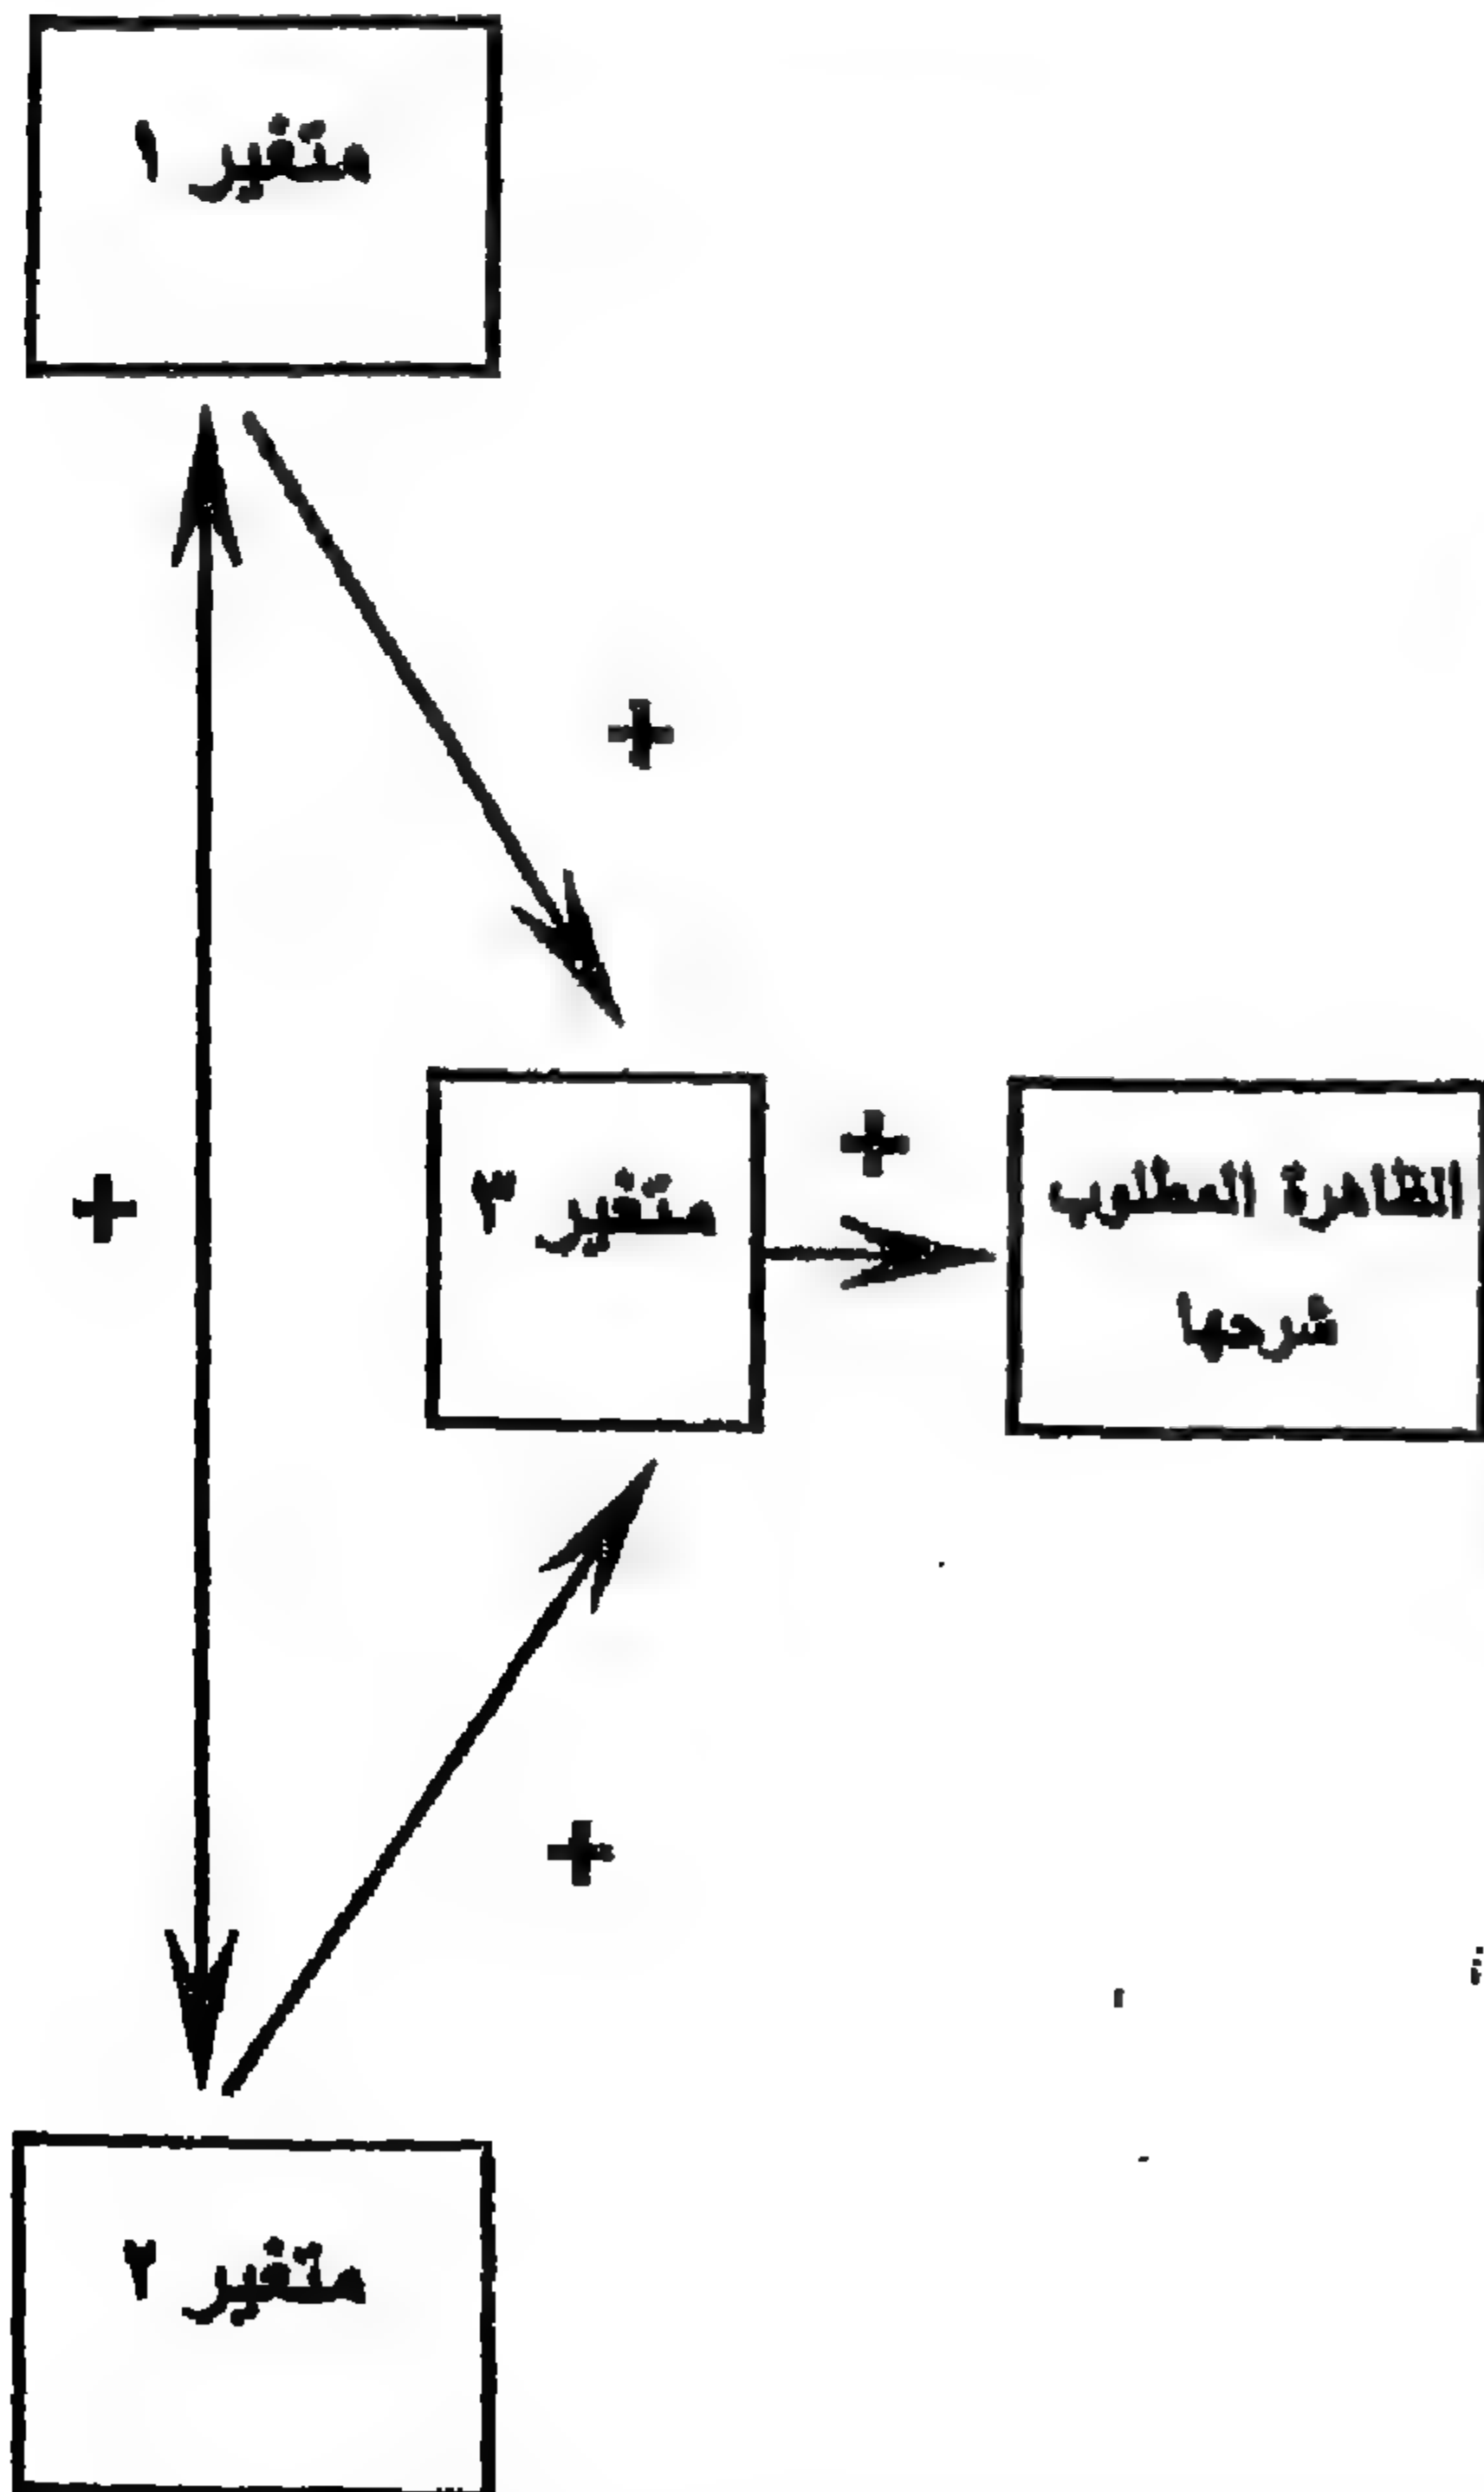 متغير ١
+
+
+
متغير ٣
الظاهرة المطلوب
شرحها
+
متغير ٢